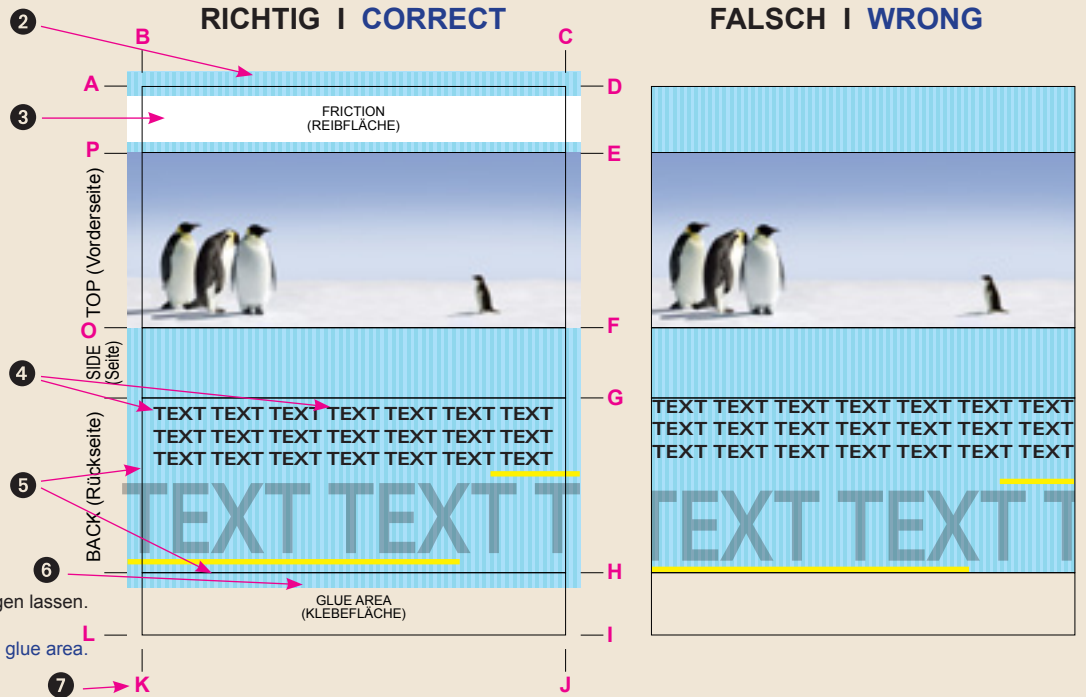 RICHTIG I CORRECT
FALSCH I WRONG
2
B
C
A
D
3
FRICTION
(REIBFLÄCHE)
P
E
TOP (Vorderseite)
O
F
SIDE
(Seite)
4
G
TEXT TEXT TEXT TEXT TEXT TEXT TEXT
TEXT TEXT TEXT TEXT TEXT TEXT TEXT
TEXT TEXT TEXT TEXT TEXT TEXT TEXT
TEXT TEXT TEXT TEXT TEXT TEXT TEXT
TEXT TEXT TEXT TEXT TEXT TEXT TEXT
TEXT TEXT TEXT TEXT TEXT TEXT TEXT
BACK (Rückseite)
5
TEXT TEXT T
TEXT TEXT T
6
H
gen lassen.
GLUE AREA
(KLEBEFLÄCHE)
L
I
glue area.
7
K
J